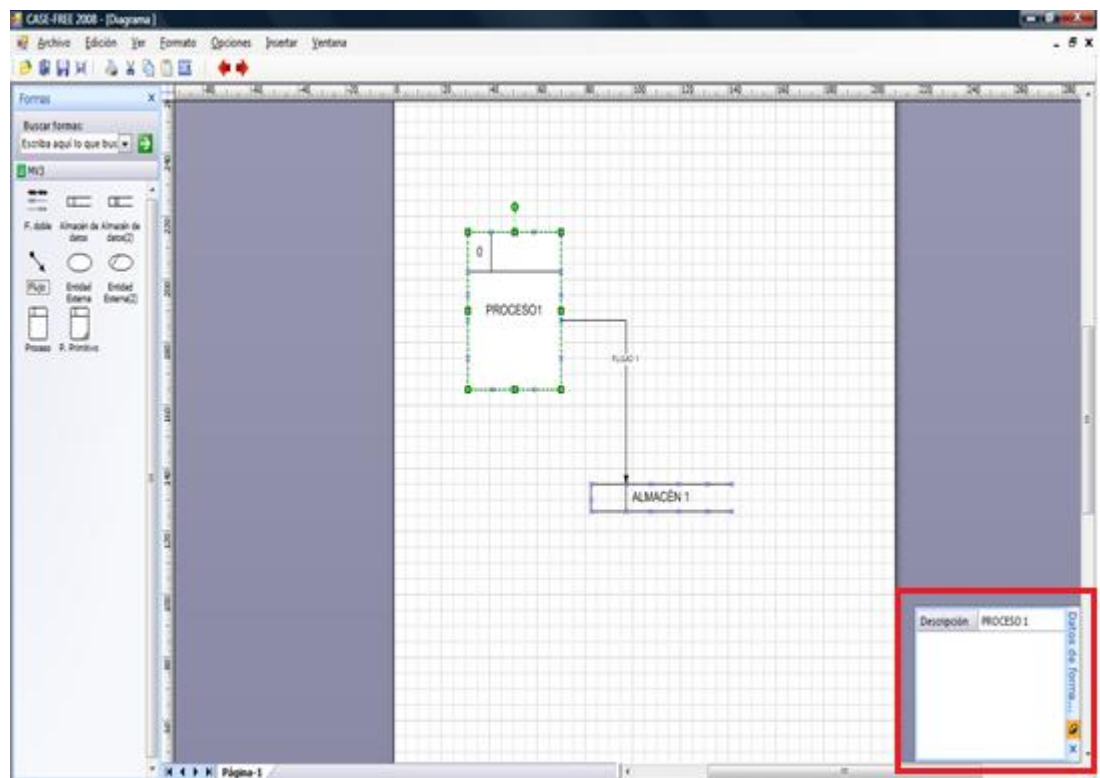 CASE-FREE 2008 - [Diagrama ]
Archivo Edición Ver Formato Opciones Insertar Ventana
Formas
Buscar formas:
Escriba aquí lo que bus
MV3
F. doble
Almacén de datos
Almacén de datos(2)
Flujo
Entidad Externa
Entidad Externa(2)
Proceso
P. Primitivo
0
PROCESO1
FLUJO 1
ALMACÉN 1
Descripción PROCESO 1
Datos de forma...
Página-1